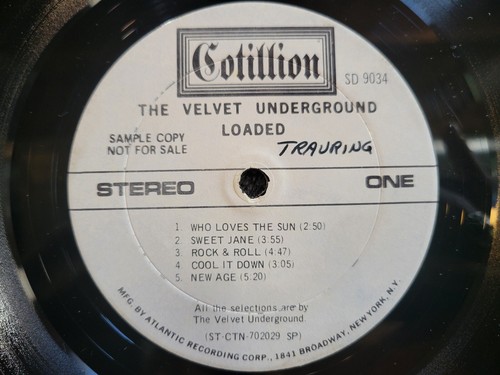 Cotillion
SD 9034
THE VELVET UNDERGROUND
LOADED
SAMPLE COPY
NOT FOR SALE
TRAURING
STEREO
ONE
1 WHO LOVES THE SUN (2:50)
2 SWEET JANE (3:55)
3 ROCK & ROLL (4:47)
4 COOL IT DOWN (3:05)
5 NEW AGE (5:20)
All the selections are by
The Velvet Underground.
(ST-CTN-702029 SP)
MFG. BY ATLANTIC RECORDING CORP., 1841 BROADWAY, NEW YORK, N.Y.